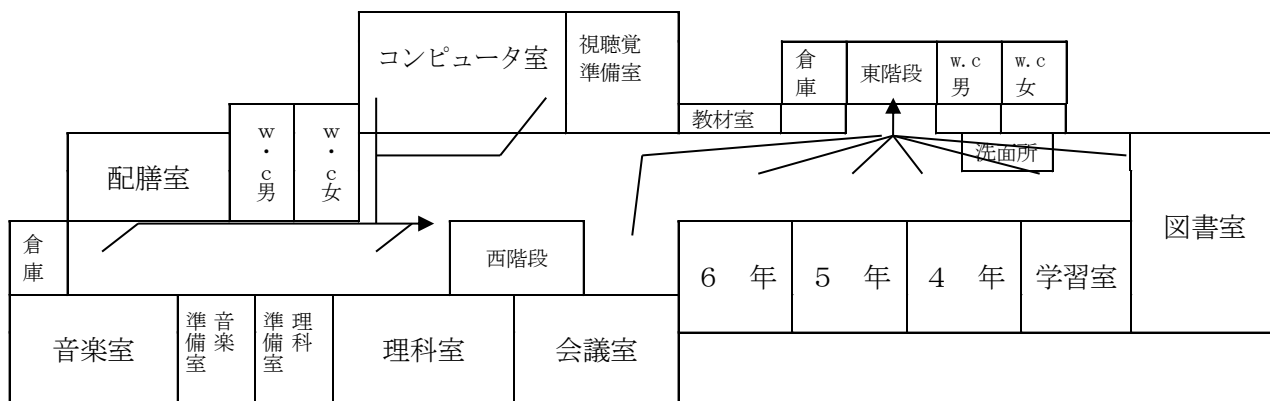 コンピュータ室
視聴覚
準備室
倉
庫
東階段
w.c
男
w.c
女
教材室
洗面所
配膳室
w・c男
w・c女
図書室
倉
庫
西階段
6 年
5 年
4 年
学習室
音楽室
音楽
準備室
理科
準備室
理科室
会議室